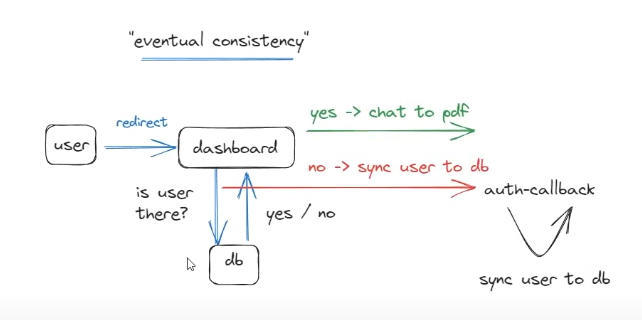 "eventual consistency"
redirect
yes -> chat to pdf
user
dashboard
no -> sync user to db
is user
there?
yes / no
auth-callback
db
sync user to db